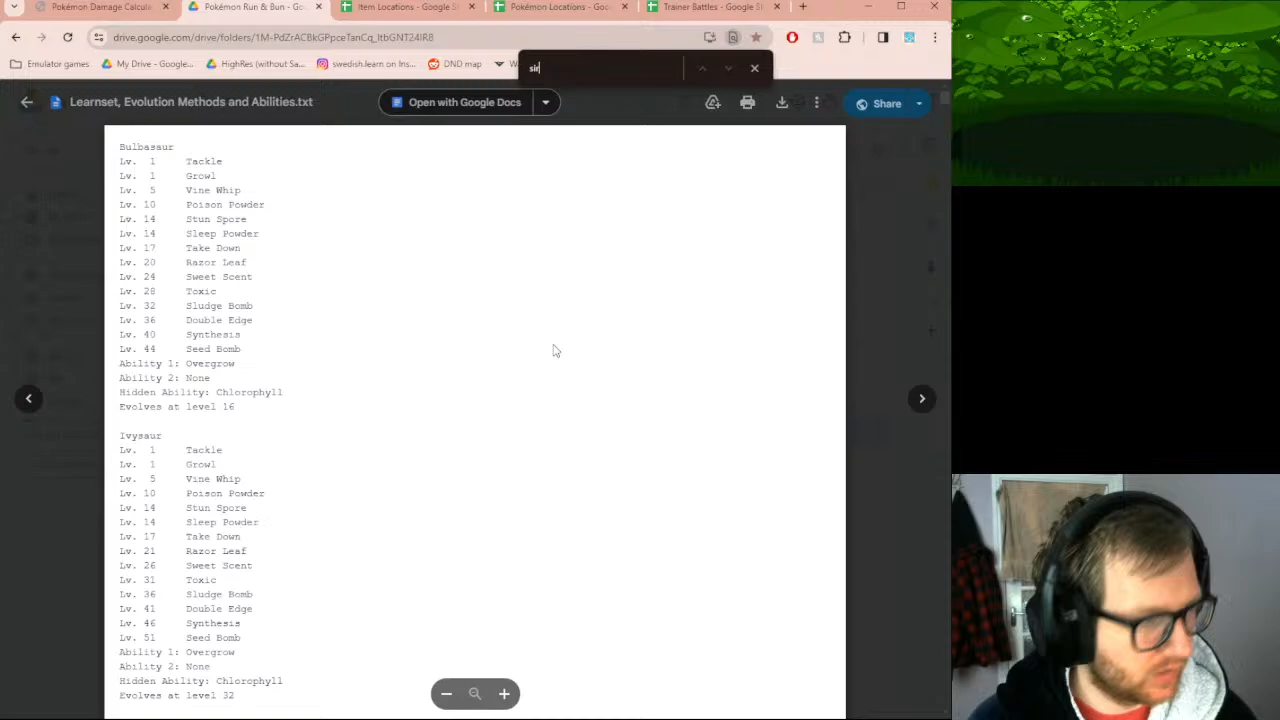 Pokémon Damage Calcula
Pokémon Run & Bun - Google
Item Locations - Google S
Pokémon Locations - Goog
Trainer Battles - Google S
drive.google.com/drive/folders/
Emulator games
My Drive - Google...
HighRes (without Sa...
swedish.learn on Ins...
DND map
sir
Learnset, Evolution Methods and Abilities.txt
Open with Google Docs
Share
Bulbasaur
Lv. 1 Tackle
Lv. 1 Growl
Lv. 5 Vine Whip
Lv. 10 Poison Powder
Lv. 14 Stun Spore
Lv. 14 Sleep Powder
Lv. 17 Take Down
Lv. 20 Razor Leaf
Lv. 24 Sweet Scent
Lv. 28 Toxic
Lv. 32 Sludge Bomb
Lv. 36 Double Edge
Lv. 40 Synthesis
Lv. 44 Seed Bomb
Ability 1: Overgrow
Ability 2: None
Hidden Ability: Chlorophyll
Evolves at level 16
Ivysaur
Lv. 1 Tackle
Lv. 1 Growl
Lv. 5 Vine Whip
Lv. 10 Poison Powder
Lv. 14 Stun Spore
Lv. 14 Sleep Powder
Lv. 17 Take Down
Lv. 21 Razor Leaf
Lv. 26 Sweet Scent
Lv. 31 Toxic
Lv. 36 Sludge Bomb
Lv. 41 Double Edge
Lv. 46 Synthesis
Lv. 51 Seed Bomb
Ability 1: Overgrow
Ability 2: None
Hidden Ability: Chlorophyll
Evolves at level 32